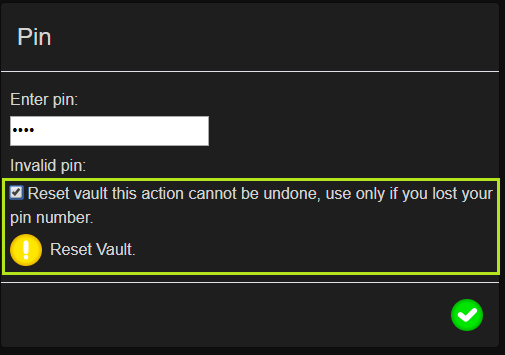 Pin
Enter pin:
••••
Invalid pin:
Reset vault this action cannot be undone, use only if you lost your
pin number.
Reset Vault.